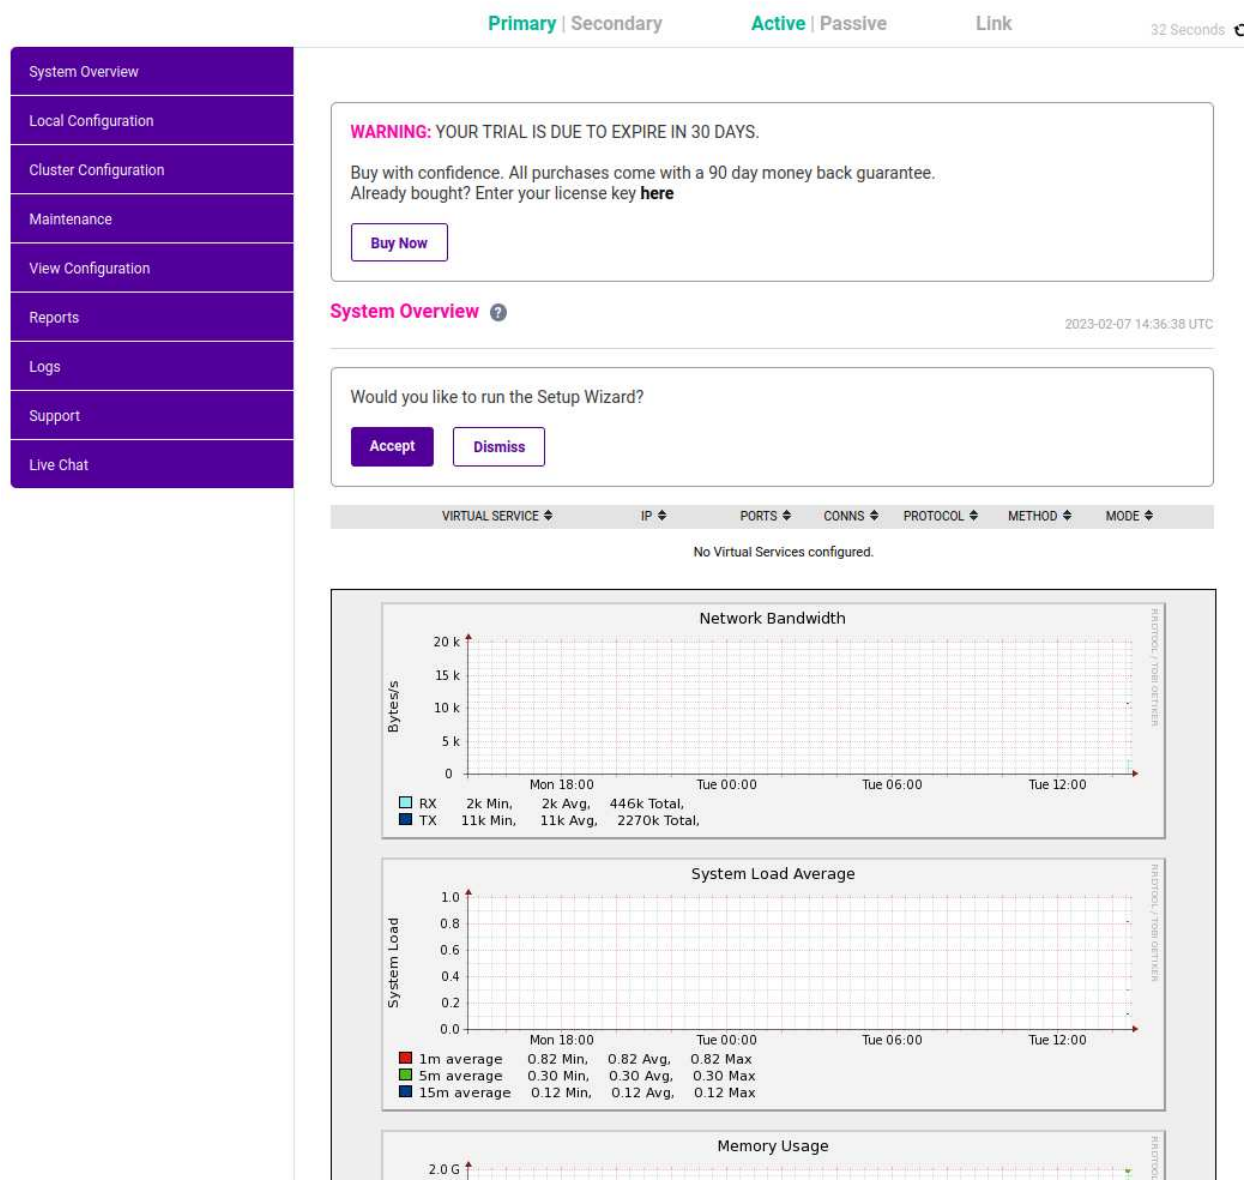 Primary | Secondary Active | Passive Link 32 Seconds
System Overview
Local Configuration
Cluster Configuration
Maintenance
View Configuration
Reports
Logs
Support
Live Chat
WARNING: YOUR TRIAL IS DUE TO EXPIRE IN 30 DAYS.
Buy with confidence. All purchases come with a 90 day money back guarantee.
Already bought? Enter your license key here
Buy Now
System Overview ?
2023-02-07 14:36:38 UTC
Would you like to run the Setup Wizard?
Accept Dismiss
VIRTUAL SERVICE IP PORTS CONNS PROTOCOL METHOD MODE
No Virtual Services configured.
Network Bandwidth
RRDTOOL / TOBI OETIKER
Bytes/s
20 k
15 k
10 k
5 k
0
Mon 18:00 Tue 00:00 Tue 06:00 Tue 12:00
RX 2k Min, 2k Avg, 446k Total,
TX 11k Min, 11k Avg, 2270k Total,
System Load Average
RRDTOOL / TOBI OETIKER
System Load
1.0
0.8
0.6
0.4
0.2
0.0
Mon 18:00 Tue 00:00 Tue 06:00 Tue 12:00
1m average 0.82 Min, 0.82 Avg, 0.82 Max
5m average 0.30 Min, 0.30 Avg, 0.30 Max
15m average 0.12 Min, 0.12 Avg, 0.12 Max
Memory Usage
RRDTOOL
2.0 G